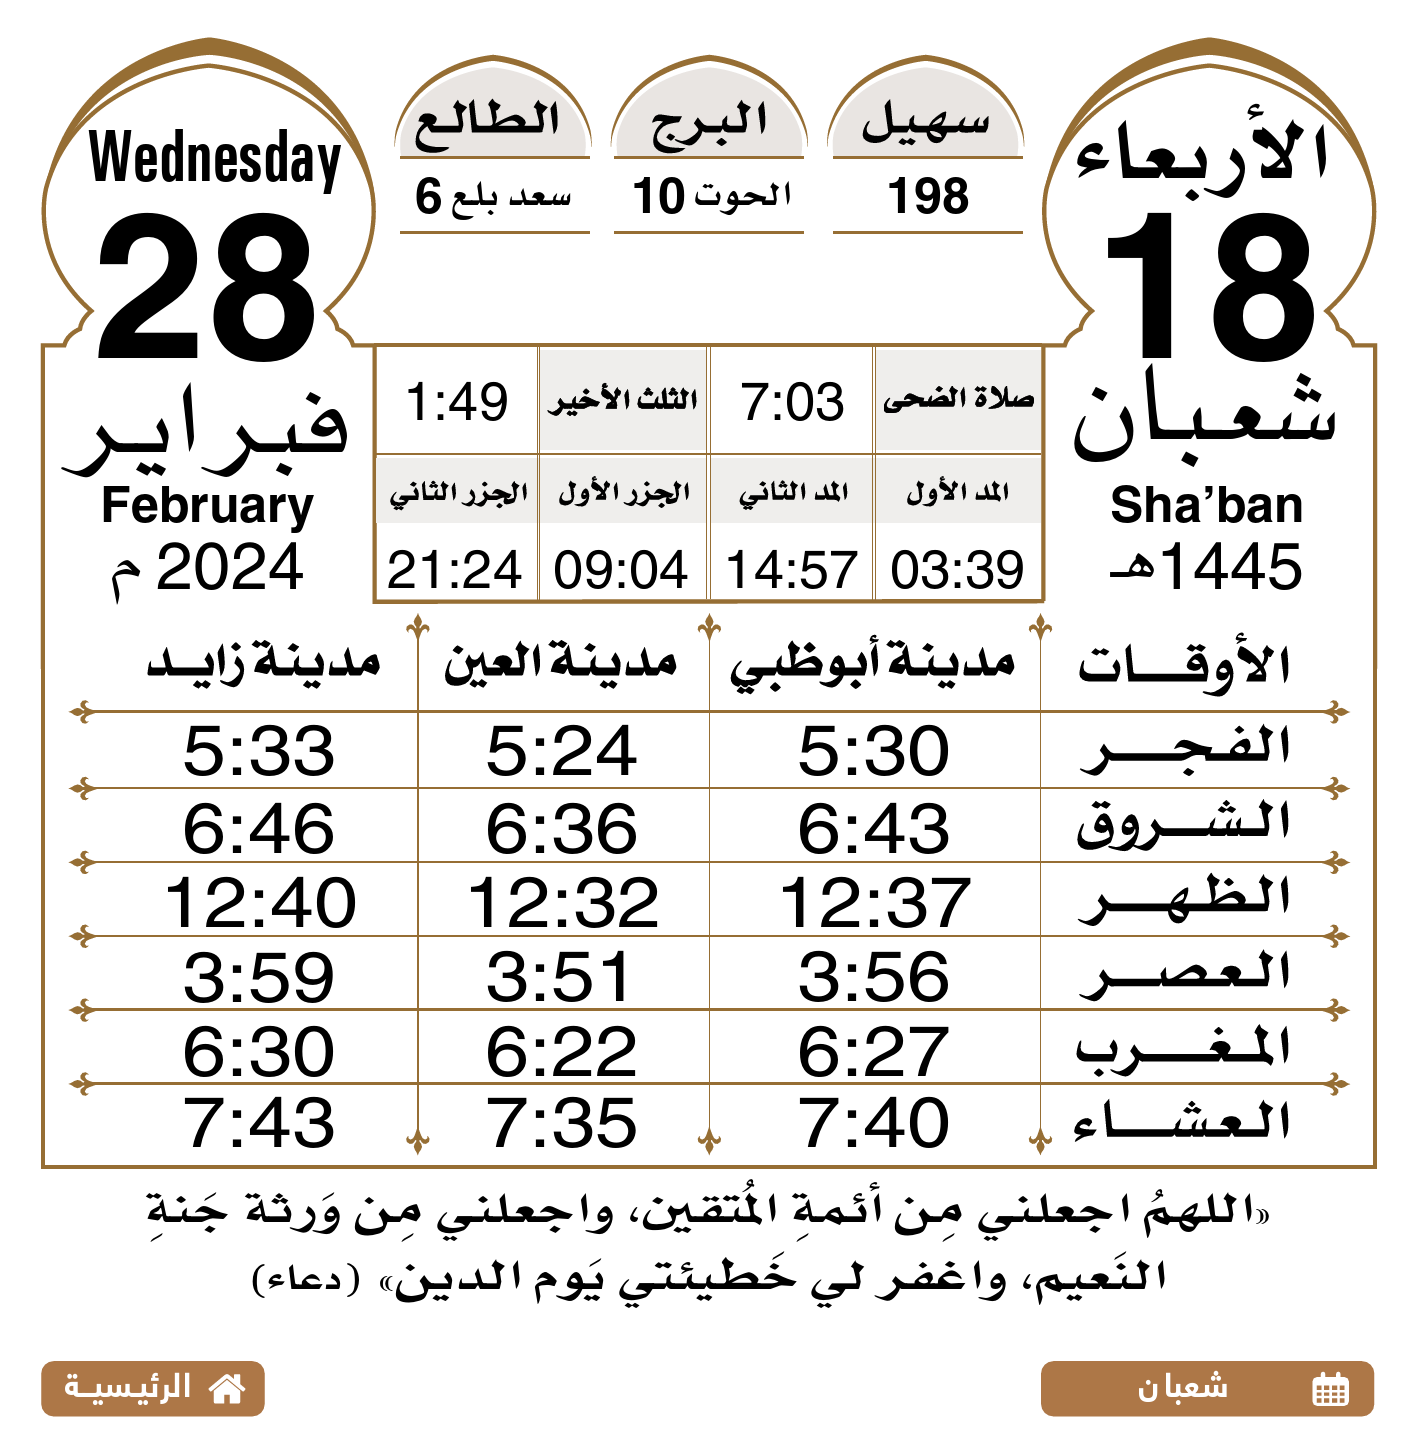 الأربعاء
18
شعبان
Sha’ban
1445هـ
سهيل
198
البرج
الحوت 10
الطالع
سعد بلع 6
Wednesday
28
فبراير
February
2024 م
صلاة الضحى 7:03 الثلث الأخير 1:49
المد الأول المد الثاني الجزر الأول الجزر الثاني
03:39 14:57 09:04 21:24
الأوقات مدينة أبوظبي مدينة العين مدينة زايد
الفجر 5:30 5:24 5:33
الشروق 6:43 6:36 6:46
الظهر 12:37 12:32 12:40
العصر 3:56 3:51 3:59
المغرب 6:27 6:22 6:30
العشاء 7:40 7:35 7:43
«اللهمُ اجعلني مِن أئمةِ المُتقين، واجعلني مِن وَرثة جَنةِ
النَعيم، واغفر لي خَطيئتي يَوم الدين» (دعاء)
شعبان
الرئيسية